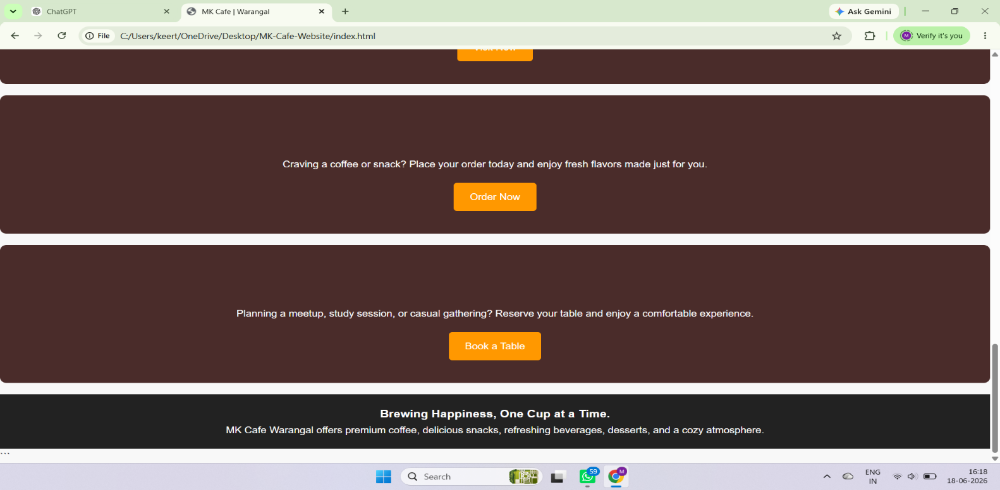 ChatGPT
MK Cafe | Warangal
Ask Gemini
File
C:/Users/keert/OneDrive/Desktop/MK-Cafe-Website/index.html
M
Verify it's you
Craving a coffee or snack? Place your order today and enjoy fresh flavors made just for you.
Order Now
Planning a meetup, study session, or casual gathering? Reserve your table and enjoy a comfortable experience.
Book a Table
Brewing Happiness, One Cup at a Time.
MK Cafe Warangal offers premium coffee, delicious snacks, refreshing beverages, desserts, and a cozy atmosphere.
```
Search
59
M
ENG
IN
16:18
18-06-2026